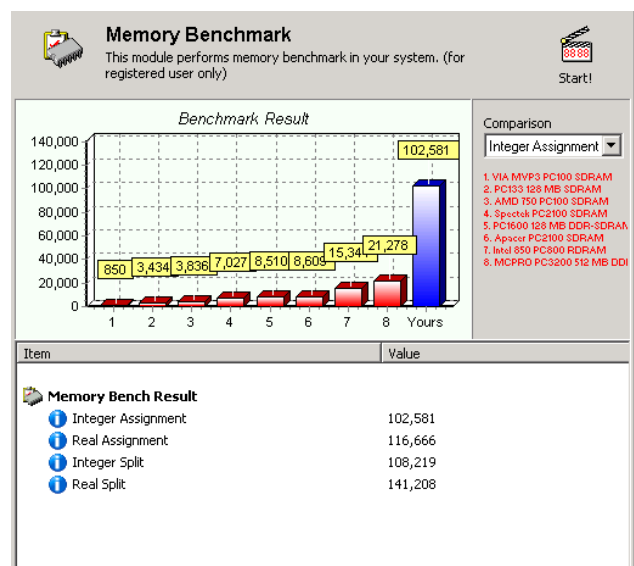 Memory Benchmark
This module performs memory benchmark in your system. (for
registered user only)
8888
Start!
Benchmark Result
140,000
120,000
100,000
80,000
60,000
40,000
20,000
0
850
3,434
3,836
7,027
8,510
8,609
15,344
21,278
102,581
1 2 3 4 5 6 7 8 Yours
Comparison
Integer Assignment
1. VIA MVP3 PC100 SDRAM
2. PC133 128 MB SDRAM
3. AMD 750 PC100 SDRAM
4. Spectek PC2100 SDRAM
5. PC1600 128 MB DDR-SDRAN
6. Apacer PC2100 SDRAM
7. Intel 850 PC800 RDRAM
8. MCPRO PC3200 512 MB DDI
Item Value
Memory Bench Result
Integer Assignment 102,581
Real Assignment 116,666
Integer Split 108,219
Real Split 141,208